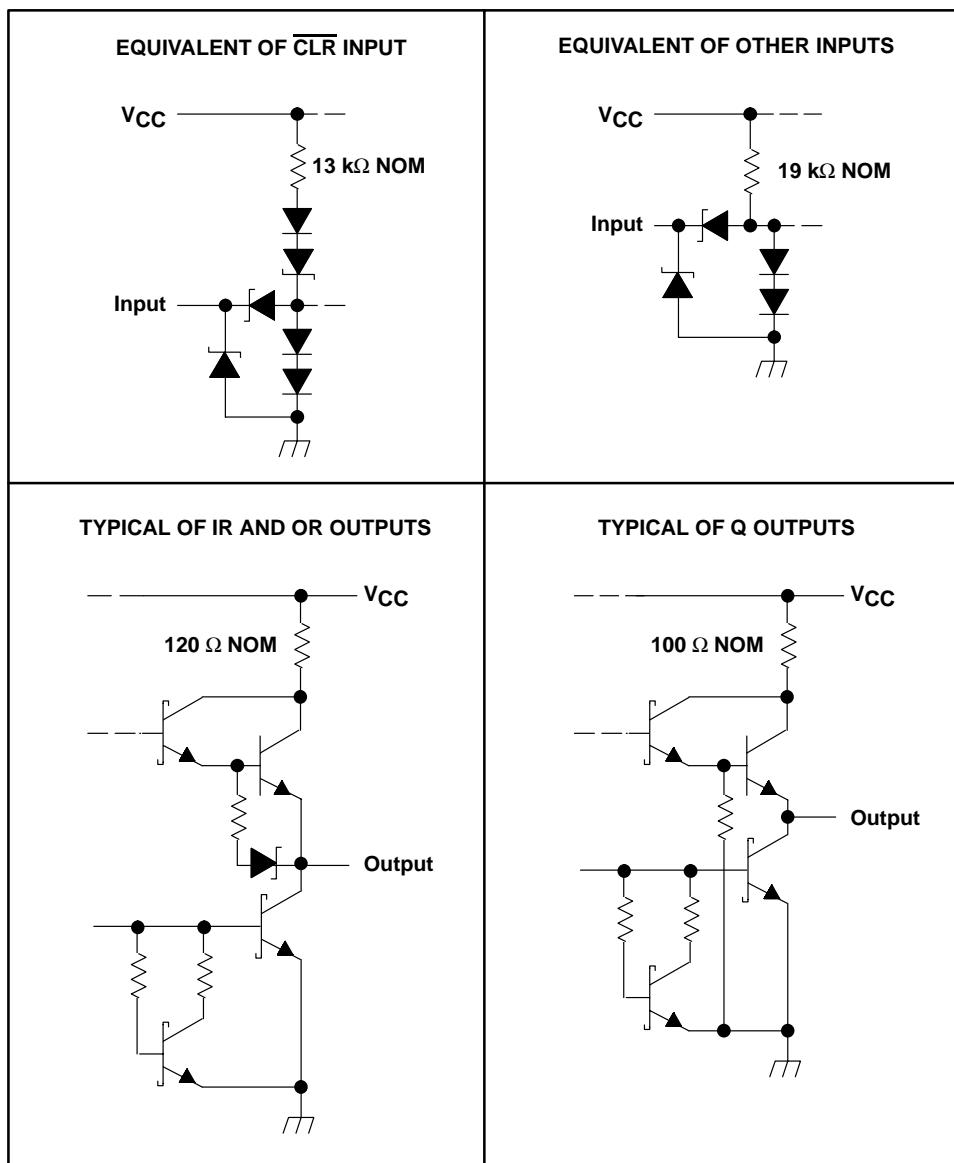 EQUIVALENT OF C̅L̅R̅ INPUT
VCC
13 kΩ NOM
Input
EQUIVALENT OF OTHER INPUTS
VCC
19 kΩ NOM
Input
TYPICAL OF IR AND OR OUTPUTS
VCC
120 Ω NOM
Output
TYPICAL OF Q OUTPUTS
VCC
100 Ω NOM
Output